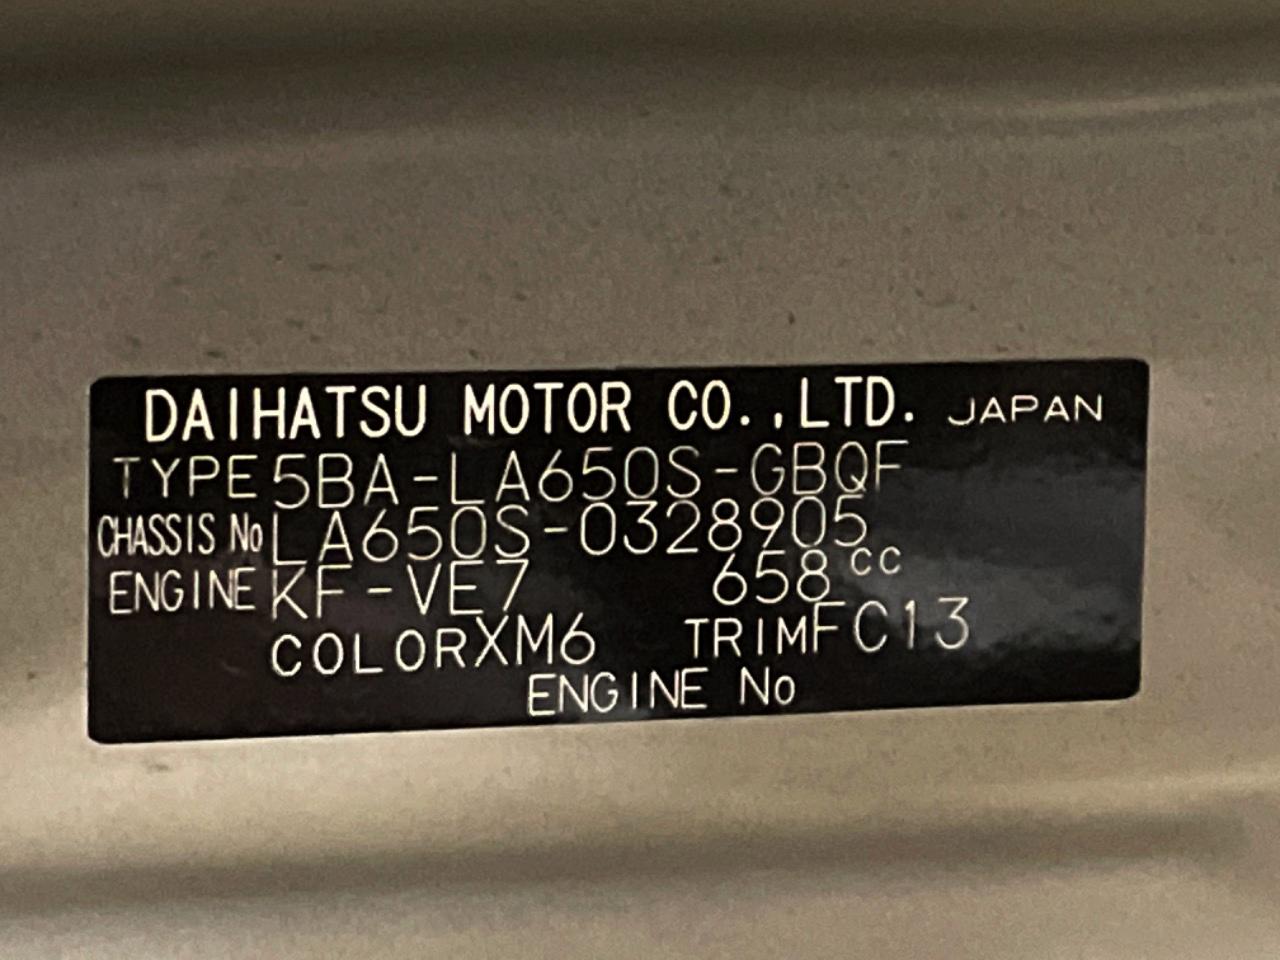 DAIHATSU MOTOR CO.,LTD. JAPAN
TYPE 5BA-LA650S-GBQF
CHASSIS No LA650S-0328905
ENGINE KF-VE7 658cc
COLOR XM6 TRIM FC13
ENGINE No